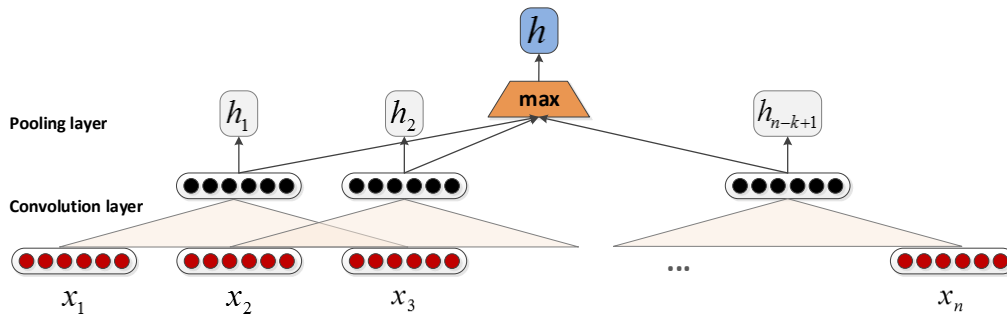 h
max
Pooling layer
h₁ h₂ hₙ₋ₖ₊₁
Convolution layer
...
x₁ x₂ x₃ xₙ